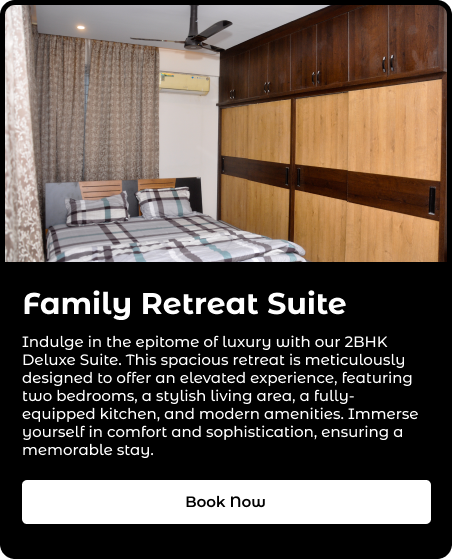 Family Retreat Suite
Indulge in the epitome of luxury with our 2BHK
Deluxe Suite. This spacious retreat is meticulously
designed to offer an elevated experience, featuring
two bedrooms, a stylish living area, a fully-
equipped kitchen, and modern amenities. Immerse
yourself in comfort and sophistication, ensuring a
memorable stay.
Book Now